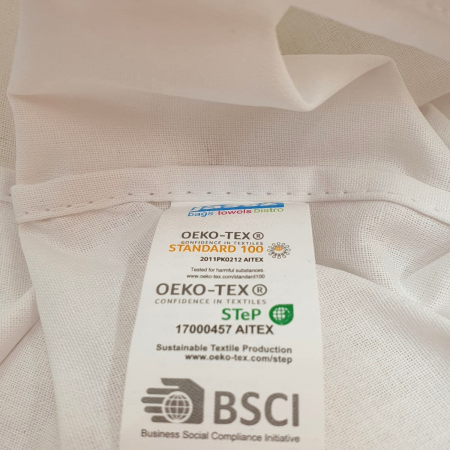 bags·towels bistro
OEKO-TEX®
CONFIDENCE IN TEXTILES
STANDARD 100
2011PK0212 AITEX
Tested for harmful substances
www.oeko-tex.com/standard100
OEKO-TEX®
CONFIDENCE IN TEXTILES
STeP
17000457 AITEX
Sustainable Textile Production
www.oeko-tex.com/step
BSCI
Business Social Compliance Initiative